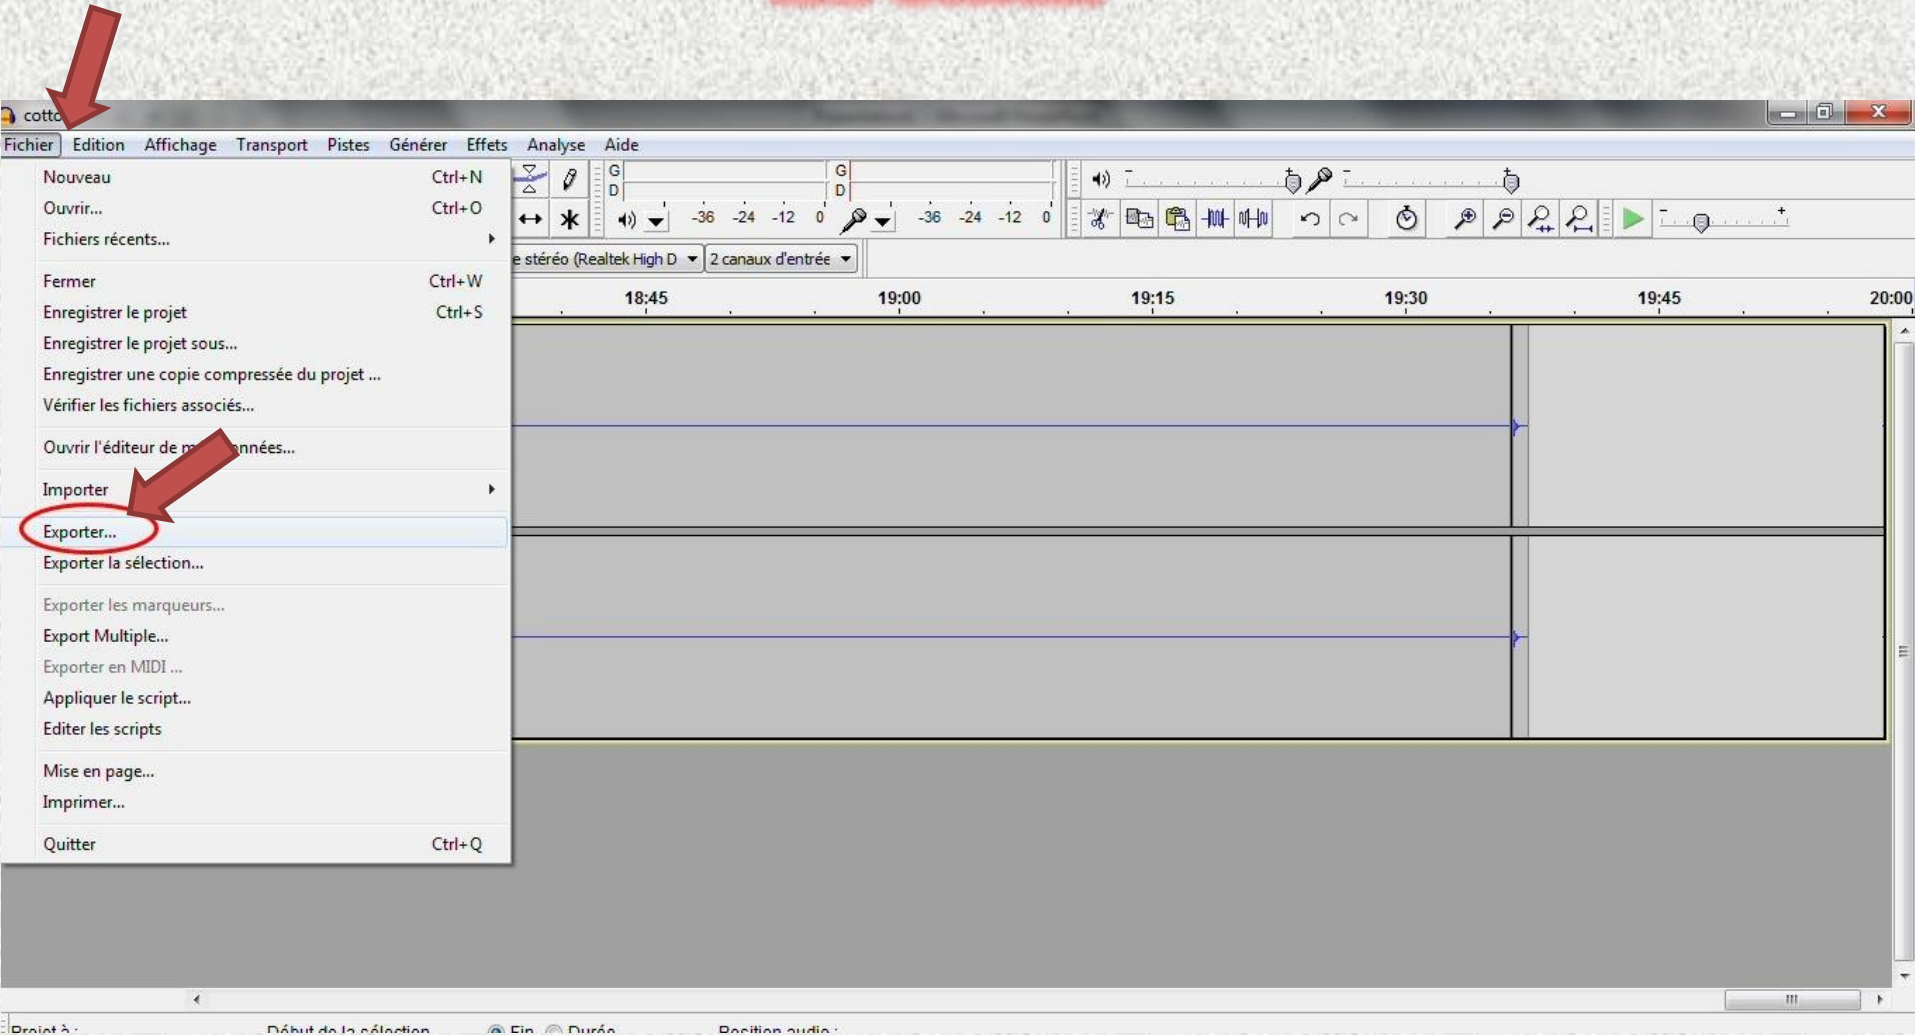 cotto
Fichier Edition Affichage Transport Pistes Générer Effets Analyse Aide
Nouveau Ctrl+N
Ouvrir... Ctrl+O
Fichiers récents...
Fermer Ctrl+W
Enregistrer le projet Ctrl+S
Enregistrer le projet sous...
Enregistrer une copie compressée du projet ...
Vérifier les fichiers associés...
Ouvrir l'éditeur de m onnées...
Importer
Exporter...
Exporter la sélection...
Exporter les marqueurs...
Export Multiple...
Exporter en MIDI ...
Appliquer le script...
Editer les scripts
Mise en page...
Imprimer...
Quitter Ctrl+Q
G G
D D
-36 -24 -12 0 -36 -24 -12 0
e stéréo (Realtek High D 2 canaux d'entrée
18:45 19:00 19:15 19:30 19:45 20:00
Projet à : Début de la sélection Fin Durée Position audio :